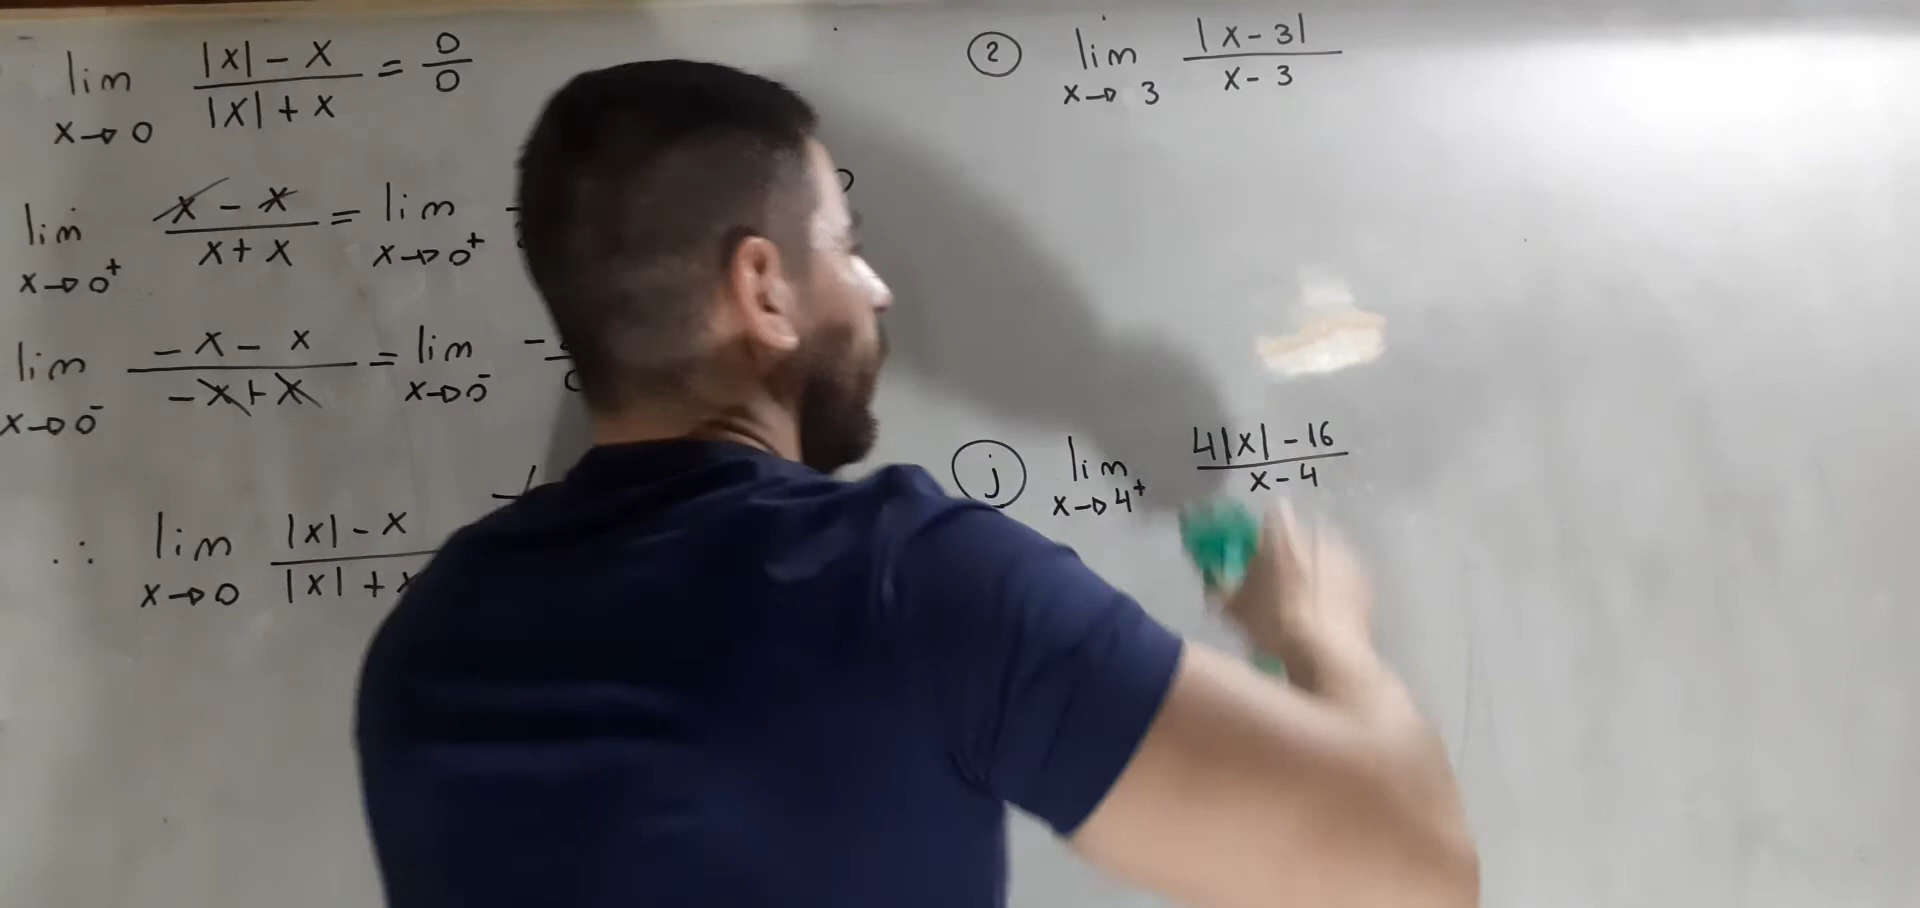 lim |x| - x / |x| + x = 0/0
x→0
lim x - x / x + x = lim
x→0⁺ x→0⁺
lim -x - x / -x + x = lim -
x→0⁻ x→0⁻
∴ lim |x| - x / |x| +
x→0
② lim |x - 3| / x - 3
x→3
ⓙ lim 4|x| - 16 / x - 4
x→4⁺